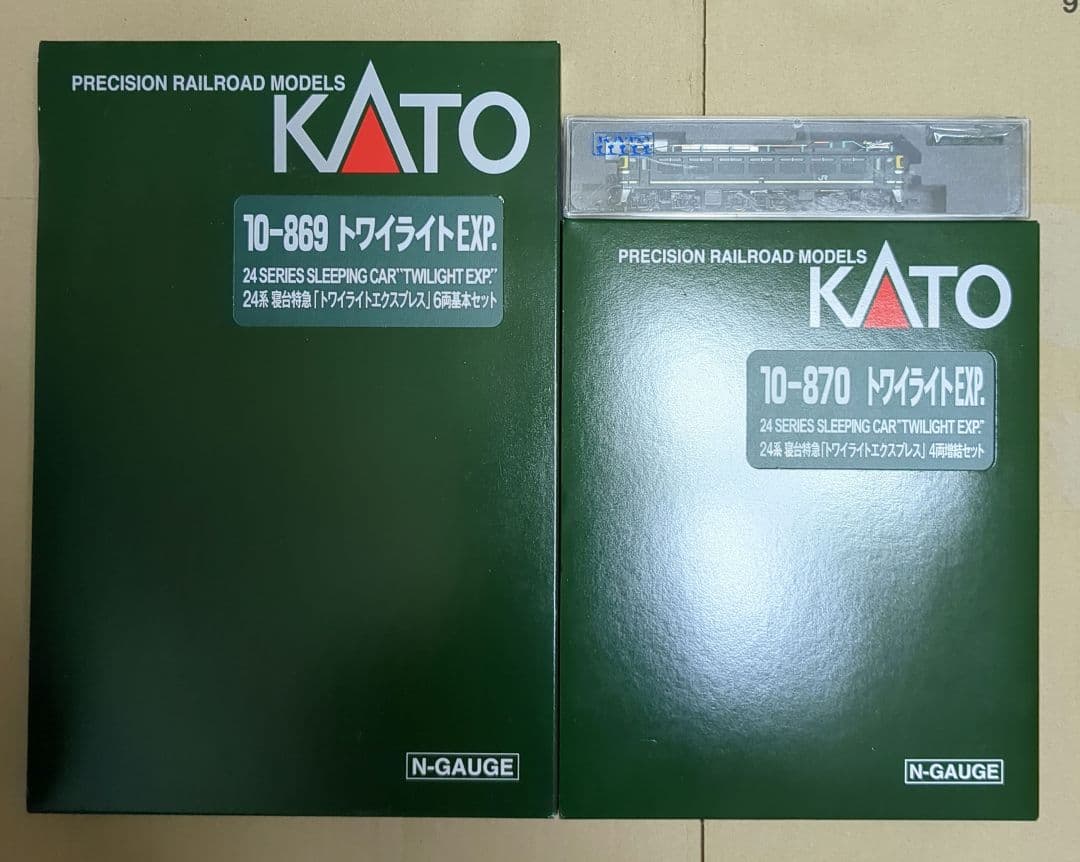 PRECISION RAILROAD MODELS
KATO
10-869 トワイライトEXP.
24 SERIES SLEEPING CAR"TWILIGHT EXP."
24系 寝台特急「トワイライトエクスプレス」 6両基本セット
N-GAUGE
KATO
JR
PRECISION RAILROAD MODELS
KATO
10-870 トワイライトEXP.
24 SERIES SLEEPING CAR"TWILIGHT EXP."
24系 寝台特急「トワイライトエクスプレス」 4両増結セット
N-GAUGE